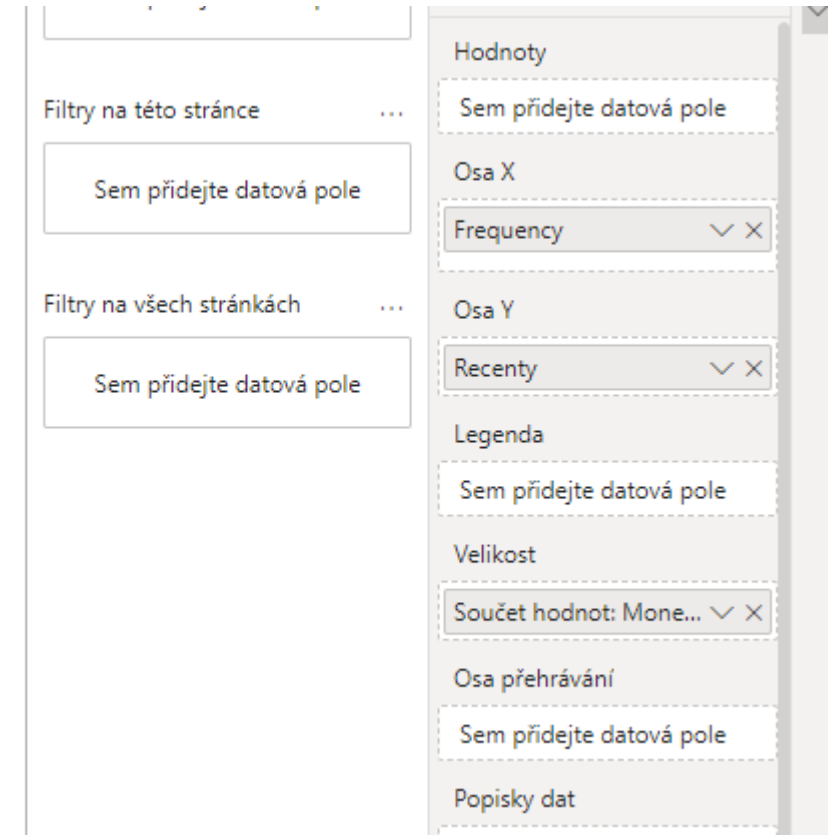 Filtry na této stránce
...
Sem přidejte datová pole
Filtry na všech stránkách
...
Sem přidejte datová pole
Hodnoty
Sem přidejte datová pole
Osa X
Frequency
Osa Y
Recenty
Legenda
Sem přidejte datová pole
Velikost
Součet hodnot: Mone...
Osa přehrávání
Sem přidejte datová pole
Popisky dat